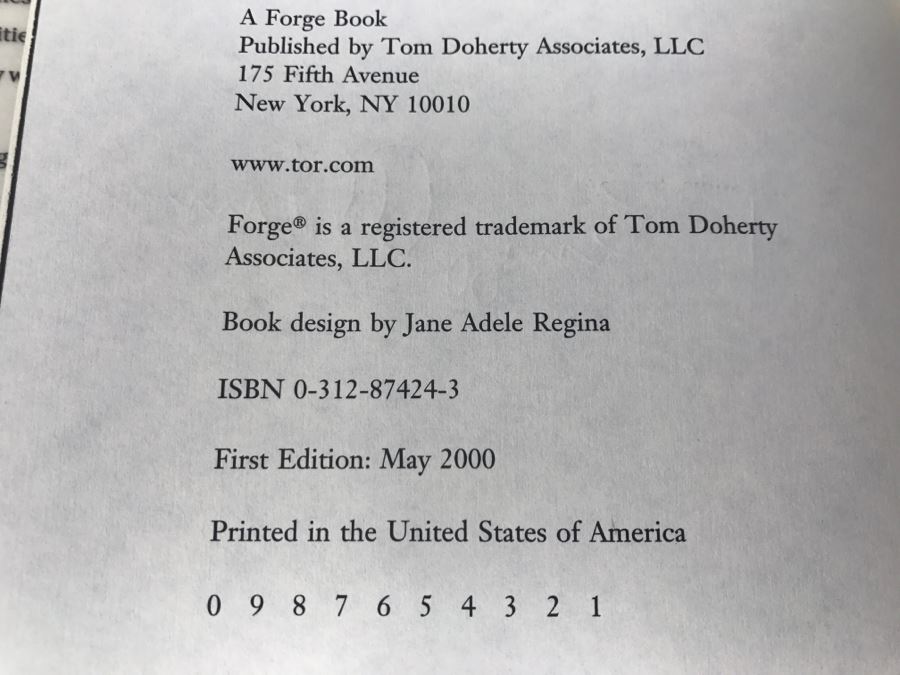 A Forge Book
Published by Tom Doherty Associates, LLC
175 Fifth Avenue
New York, NY 10010
www.tor.com
Forge® is a registered trademark of Tom Doherty
Associates, LLC.
Book design by Jane Adele Regina
ISBN 0-312-87424-3
First Edition: May 2000
Printed in the United States of America
0 9 8 7 6 5 4 3 2 1